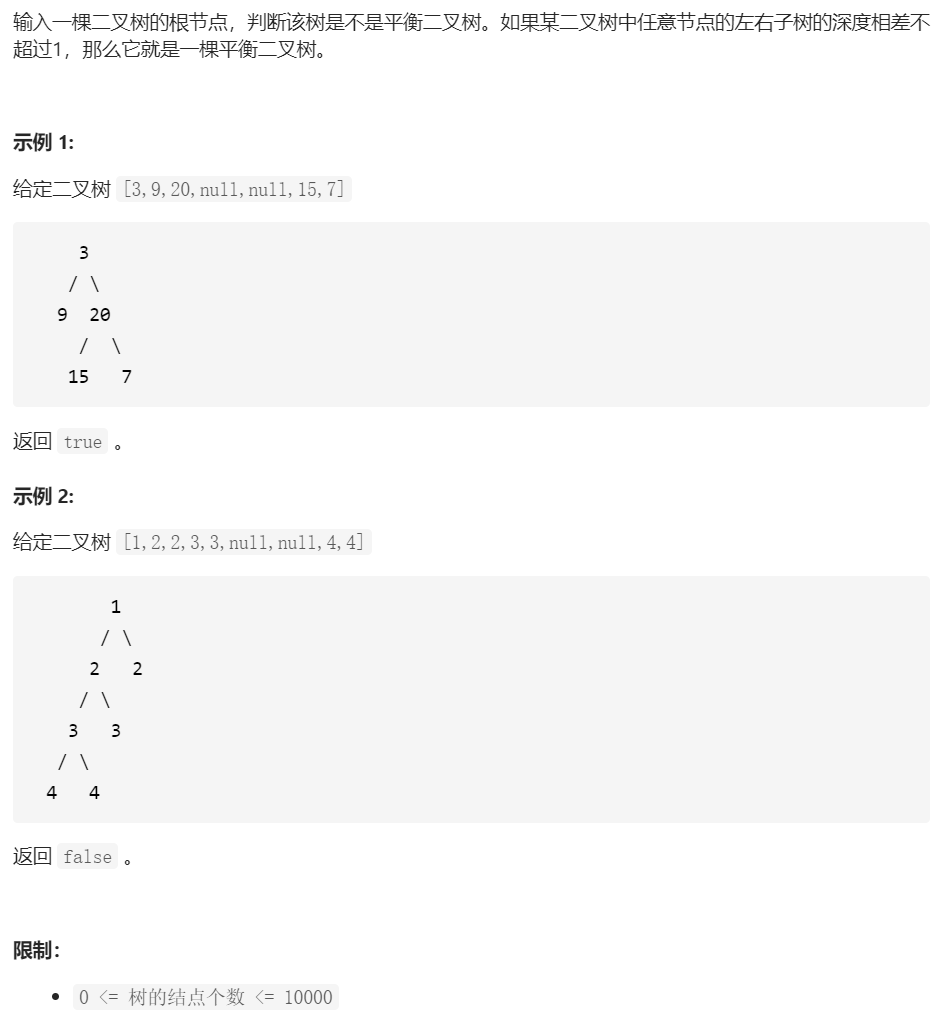 输入一棵二叉树的根节点，判断该树是不是平衡二叉树。如果某二叉树中任意节点的左右子树的深度相差不
超过1，那么它就是一棵平衡二叉树。
示例 1:
给定二叉树 [3,9,20,null,null,15,7]
3
/ \
9 20
/ \
15 7
返回 true 。
示例 2:
给定二叉树 [1,2,2,3,3,null,null,4,4]
1
/ \
2 2
/ \
3 3
/ \
4 4
返回 false 。
限制：
• 0 <= 树的结点个数 <= 10000